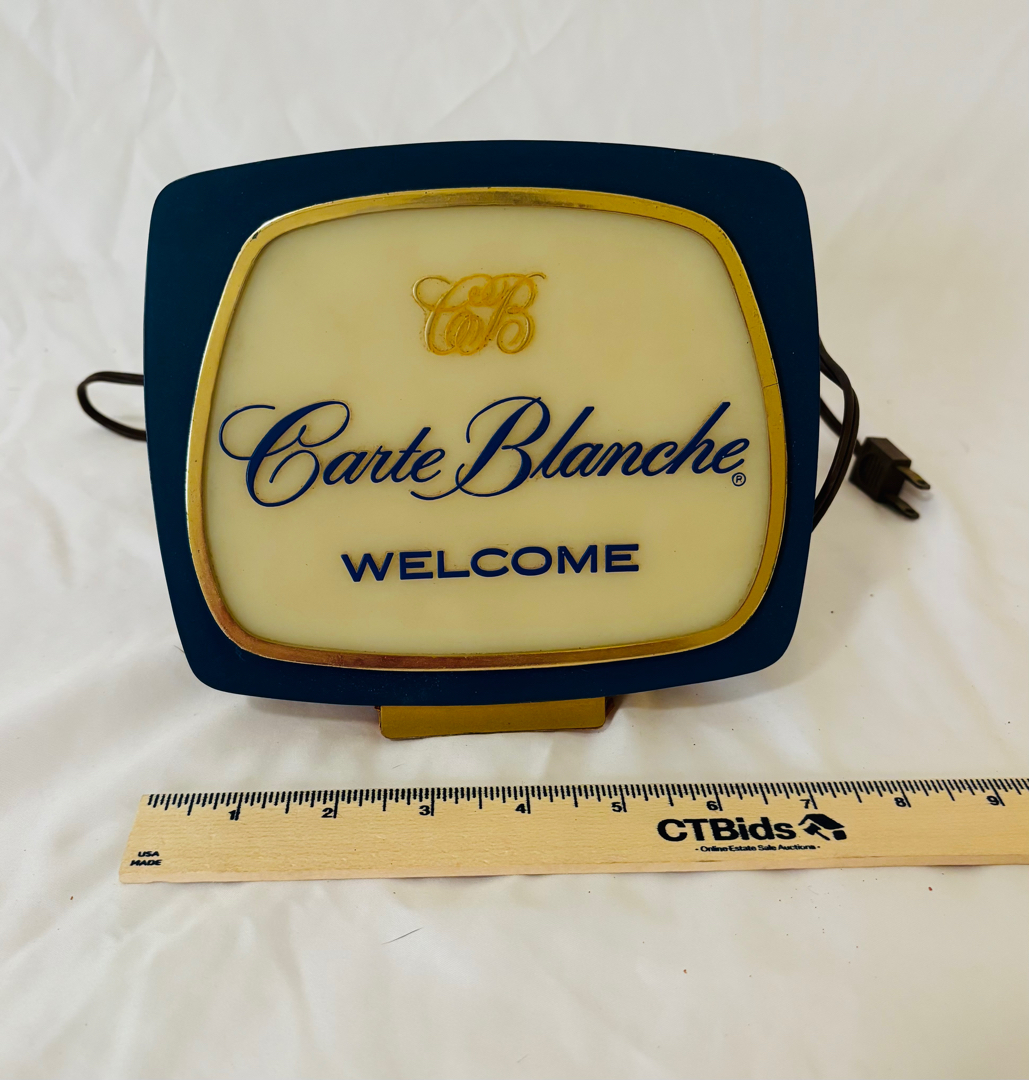 CB
Carte Blanche®
WELCOME
1 2 3 4 5 6 7 8 9
CTBids
- Online Estate Sale Auctions -
USA
MADE